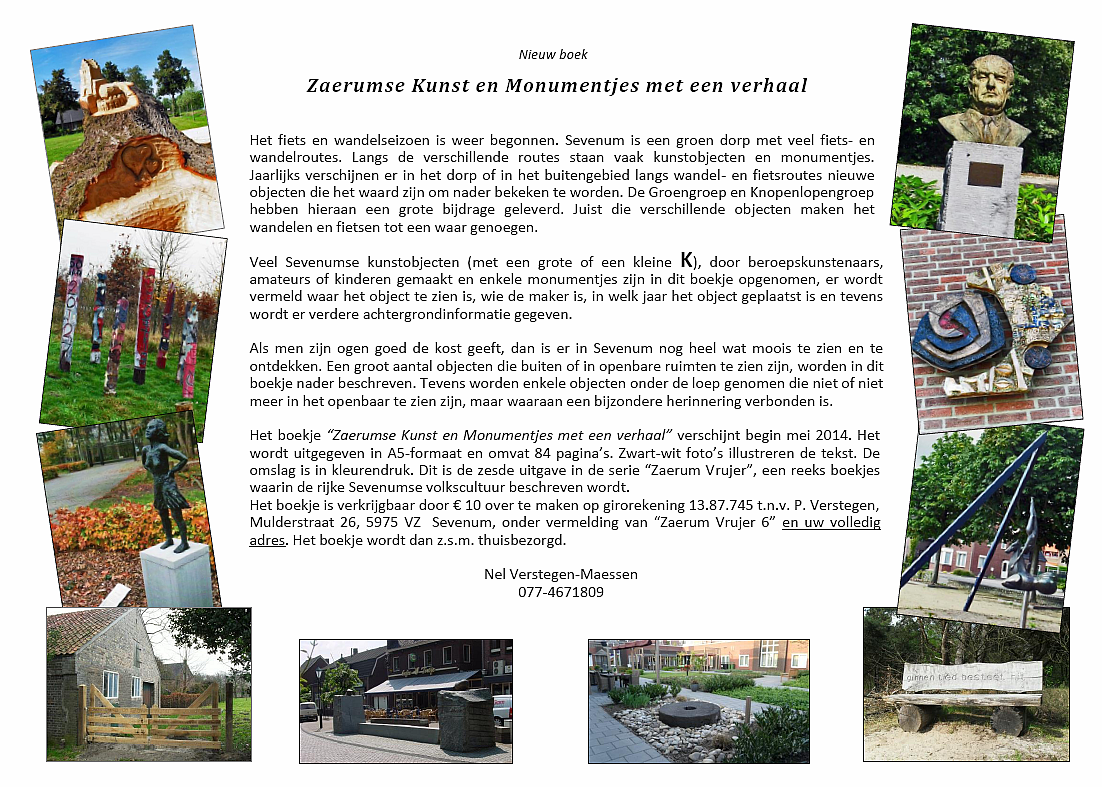 Nieuw boek
Zaerumse Kunst en Monumentjes met een verhaal
Het fiets en wandelseizoen is weer begonnen. Sevenum is een groen dorp met veel fiets- en
wandelroutes. Langs de verschillende routes staan vaak kunstobjecten en monumentjes.
Jaarlijks verschijnen er in het dorp of in het buitengebied langs wandel- en fietsroutes nieuwe
objecten die het waard zijn om nader bekeken te worden. De Groengroep en Knopenlopengroep
hebben hieraan een grote bijdrage geleverd. Juist die verschillende objecten maken het
wandelen en fietsen tot een waar genoegen.
Veel Sevenumse kunstobjecten (met een grote of een kleine K), door beroepskunstenaars,
amateurs of kinderen gemaakt en enkele monumentjes zijn in dit boekje opgenomen, er wordt
vermeld waar het object te zien is, wie de maker is, in welk jaar het object geplaatst is en tevens
wordt er verdere achtergrondinformatie gegeven.
Als men zijn ogen goed de kost geeft, dan is er in Sevenum nog heel wat moois te zien en te
ontdekken. Een groot aantal objecten die buiten of in openbare ruimten te zien zijn, worden in dit
boekje nader beschreven. Tevens worden enkele objecten onder de loep genomen die niet of niet
meer in het openbaar te zien zijn, maar waaraan een bijzondere herinnering verbonden is.
Het boekje “Zaerumse Kunst en Monumentjes met een verhaal” verschijnt begin mei 2014. Het
wordt uitgegeven in A5-formaat en omvat 84 pagina’s. Zwart-wit foto’s illustreren de tekst. De
omslag is in kleurendruk. Dit is de zesde uitgave in de serie “Zaerum Vrujer”, een reeks boekjes
waarin de rijke Sevenumse volkscultuur beschreven wordt.
Het boekje is verkrijgbaar door € 10 over te maken op girorekening 13.87.745 t.n.v. P. Verstegen,
Mulderstraat 26, 5975 VZ Sevenum, onder vermelding van “Zaerum Vrujer 6” en uw volledig
adres. Het boekje wordt dan z.s.m. thuisbezorgd.
Nel Verstegen-Maessen
077-4671809